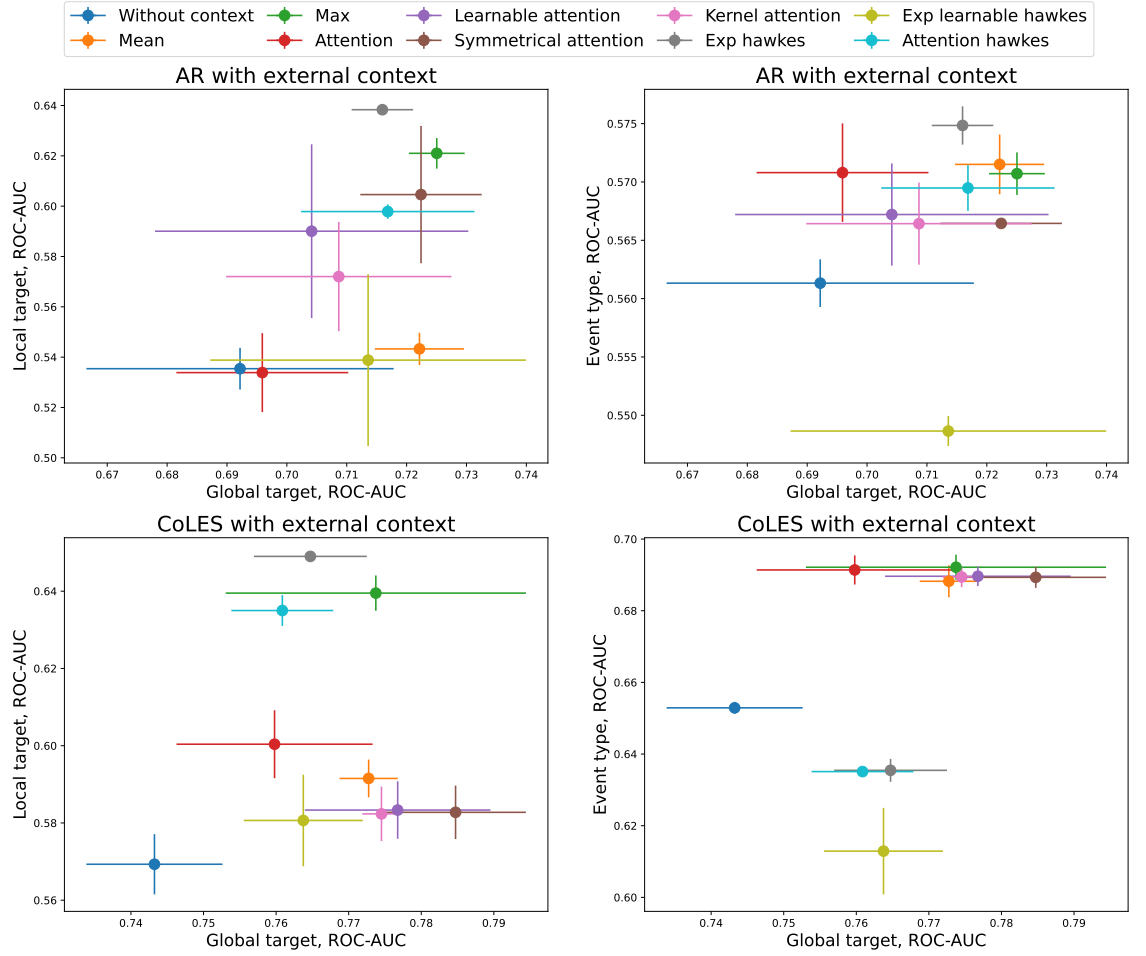 Without context Max Learnable attention Kernel attention Exp learnable hawkes
Mean Attention Symmetrical attention Exp hawkes Attention hawkes
AR with external context
Local target, ROC-AUC
0.64
0.62
0.60
0.58
0.56
0.54
0.52
0.50
0.67 0.68 0.69 0.70 0.71 0.72 0.73 0.74
Global target, ROC-AUC
AR with external context
Event type, ROC-AUC
0.575
0.570
0.565
0.560
0.555
0.550
0.67 0.68 0.69 0.70 0.71 0.72 0.73 0.74
Global target, ROC-AUC
CoLES with external context
Local target, ROC-AUC
0.64
0.62
0.60
0.58
0.56
0.74 0.75 0.76 0.77 0.78 0.79
Global target, ROC-AUC
CoLES with external context
Event type, ROC-AUC
0.70
0.68
0.66
0.64
0.62
0.60
0.74 0.75 0.76 0.77 0.78 0.79
Global target, ROC-AUC